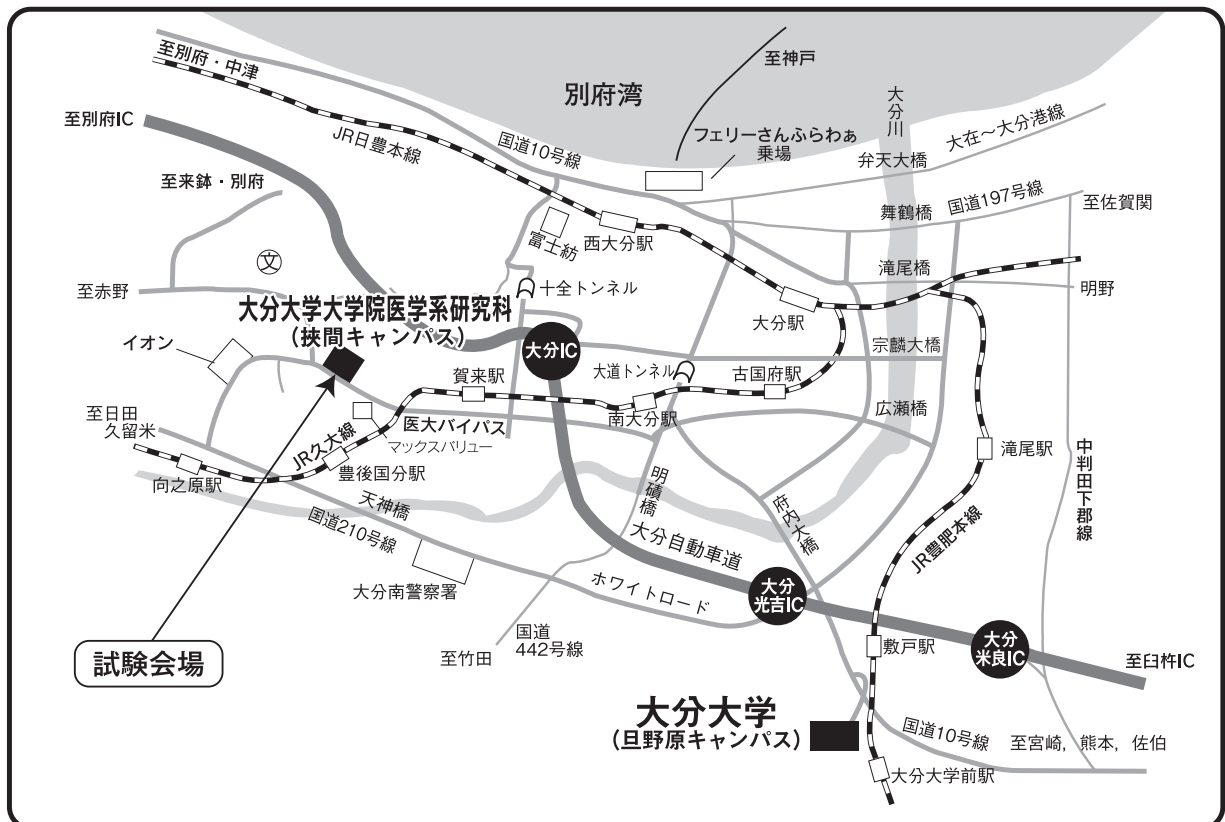 至別府・中津
至神戸
別府湾
大分川
至別府IC
JR日豊本線
国道10号線
フェリーさんふらわぁ
乗場
大在～大分港線
弁天大橋
至来鉢・別府
舞鶴橋
国道197号線
至佐賀関
富士紡
西大分駅
文
滝尾橋
至赤野
十全トンネル
明野
大分大学大学院医学系研究科
(挾間キャンパス)
大分駅
イオン
大分IC
宗麟大橋
賀来駅
大道トンネル
古国府駅
至日田
久留米
医大バイパス
南大分駅
広瀬橋
マックスバリュー
JR久大線
豊後国分駅
滝尾駅
中判田下郡線
向之原駅
天神橋
明磧橋
府内大橋
国道210号線
大分自動車道
JR豊肥本線
大分南警察署
ホワイトロード
大分
光吉IC
試験会場
至竹田
国道
442号線
敷戸駅
大分
米良IC
至臼杵IC
大分大学
(旦野原キャンパス)
国道10号線
至宮崎，熊本，佐伯
大分大学前駅